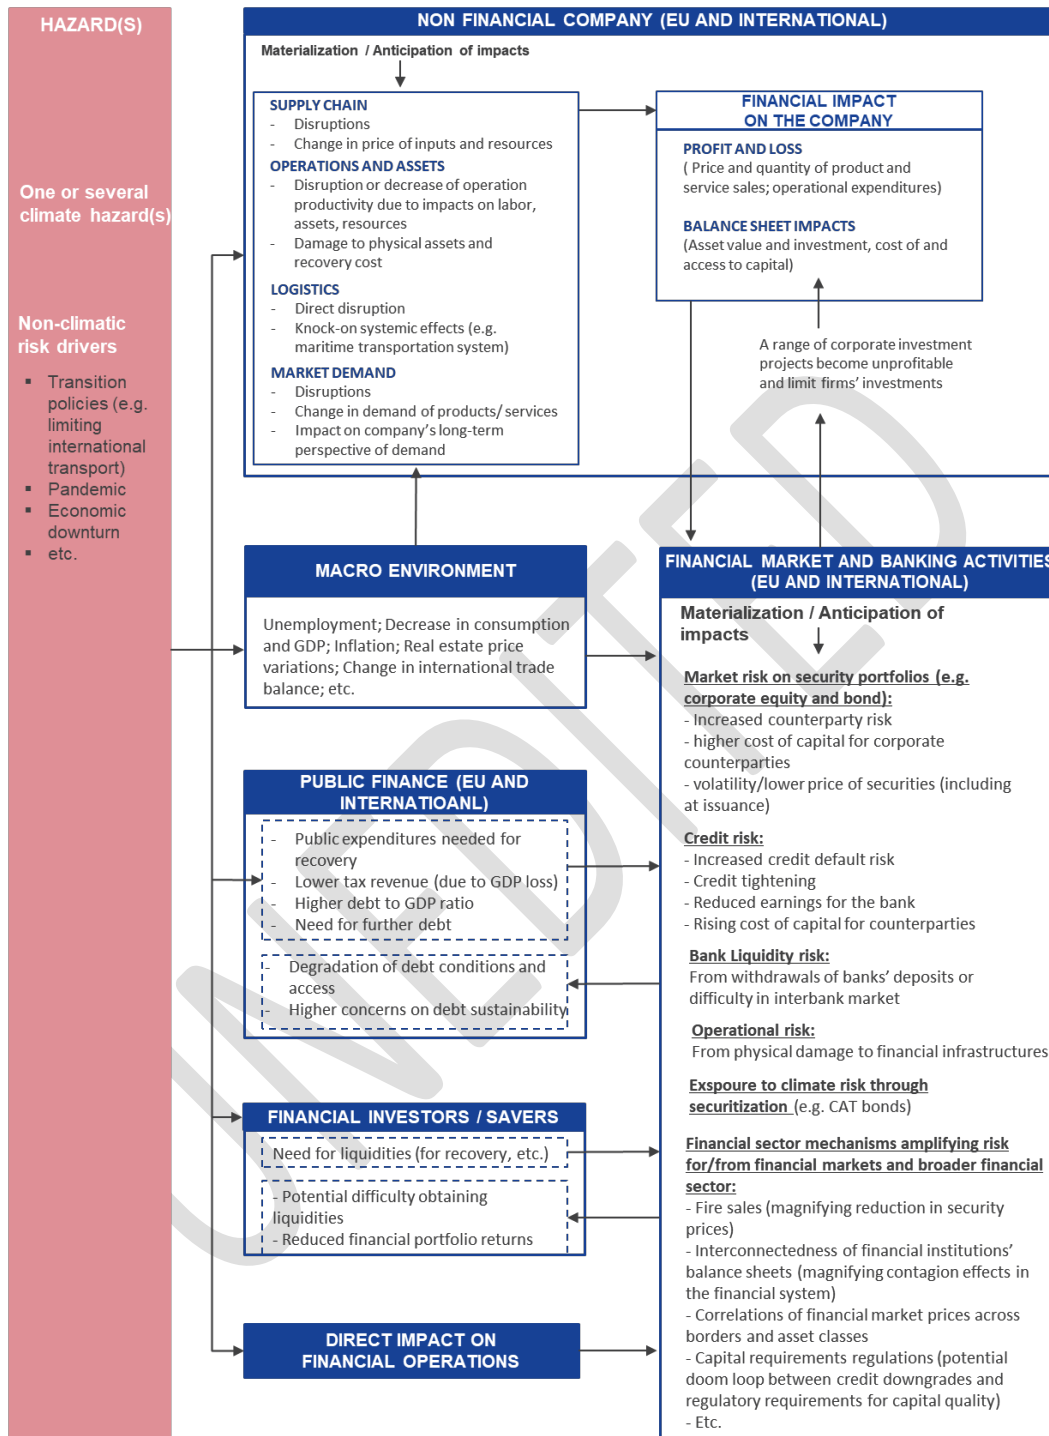 HAZARD(S)
One or several
climate hazard(s)
Non-climatic
risk drivers
▪ Transition
policies (e.g.
limiting
international
transport)
▪ Pandemic
▪ Economic
downturn
▪ etc.
NON FINANCIAL COMPANY (EU AND INTERNATIONAL)
Materialization / Anticipation of impacts
SUPPLY CHAIN
- Disruptions
- Change in price of inputs and resources
OPERATIONS AND ASSETS
- Disruption or decrease of operation
productivity due to impacts on labor,
assets, resources
- Damage to physical assets and
recovery cost
LOGISTICS
- Direct disruption
- Knock-on systemic effects (e.g.
maritime transportation system)
MARKET DEMAND
- Disruptions
- Change in demand of products/ services
- Impact on company's long-term
perspective of demand
FINANCIAL IMPACT
ON THE COMPANY
PROFIT AND LOSS
( Price and quantity of product and
service sales; operational expenditures)
BALANCE SHEET IMPACTS
(Asset value and investment, cost of and
access to capital)
A range of corporate investment
projects become unprofitable
and limit firms' investments
MACRO ENVIRONMENT
Unemployment; Decrease in consumption
and GDP; Inflation; Real estate price
variations; Change in international trade
balance; etc.
PUBLIC FINANCE (EU AND
INTERNATIOANL)
- Public expenditures needed for
recovery
- Lower tax revenue (due to GDP loss)
- Higher debt to GDP ratio
- Need for further debt
- Degradation of debt conditions and
access
- Higher concerns on debt sustainability
FINANCIAL INVESTORS / SAVERS
Need for liquidities (for recovery, etc.)
- Potential difficulty obtaining
liquidities
- Reduced financial portfolio returns
DIRECT IMPACT ON
FINANCIAL OPERATIONS
FINANCIAL MARKET AND BANKING ACTIVITIES
(EU AND INTERNATIONAL)
Materialization / Anticipation of
impacts
Market risk on security portfolios (e.g.
corporate equity and bond):
- Increased counterparty risk
- higher cost of capital for corporate
counterparties
- volatility/lower price of securities (including
at issuance)
Credit risk:
- Increased credit default risk
- Credit tightening
- Reduced earnings for the bank
- Rising cost of capital for counterparties
Bank Liquidity risk:
From withdrawals of banks' deposits or
difficulty in interbank market
Operational risk:
From physical damage to financial infrastructures
Exspoure to climate risk through
securitization (e.g. CAT bonds)
Financial sector mechanisms amplifying risk
for/from financial markets and broader financial
sector:
- Fire sales (magnifying reduction in security
prices)
- Interconnectedness of financial institutions'
balance sheets (magnifying contagion effects in
the financial system)
- Correlations of financial market prices across
borders and asset classes
- Capital requirements regulations (potential
doom loop between credit downgrades and
regulatory requirements for capital quality)
- Etc.
UNEDITED